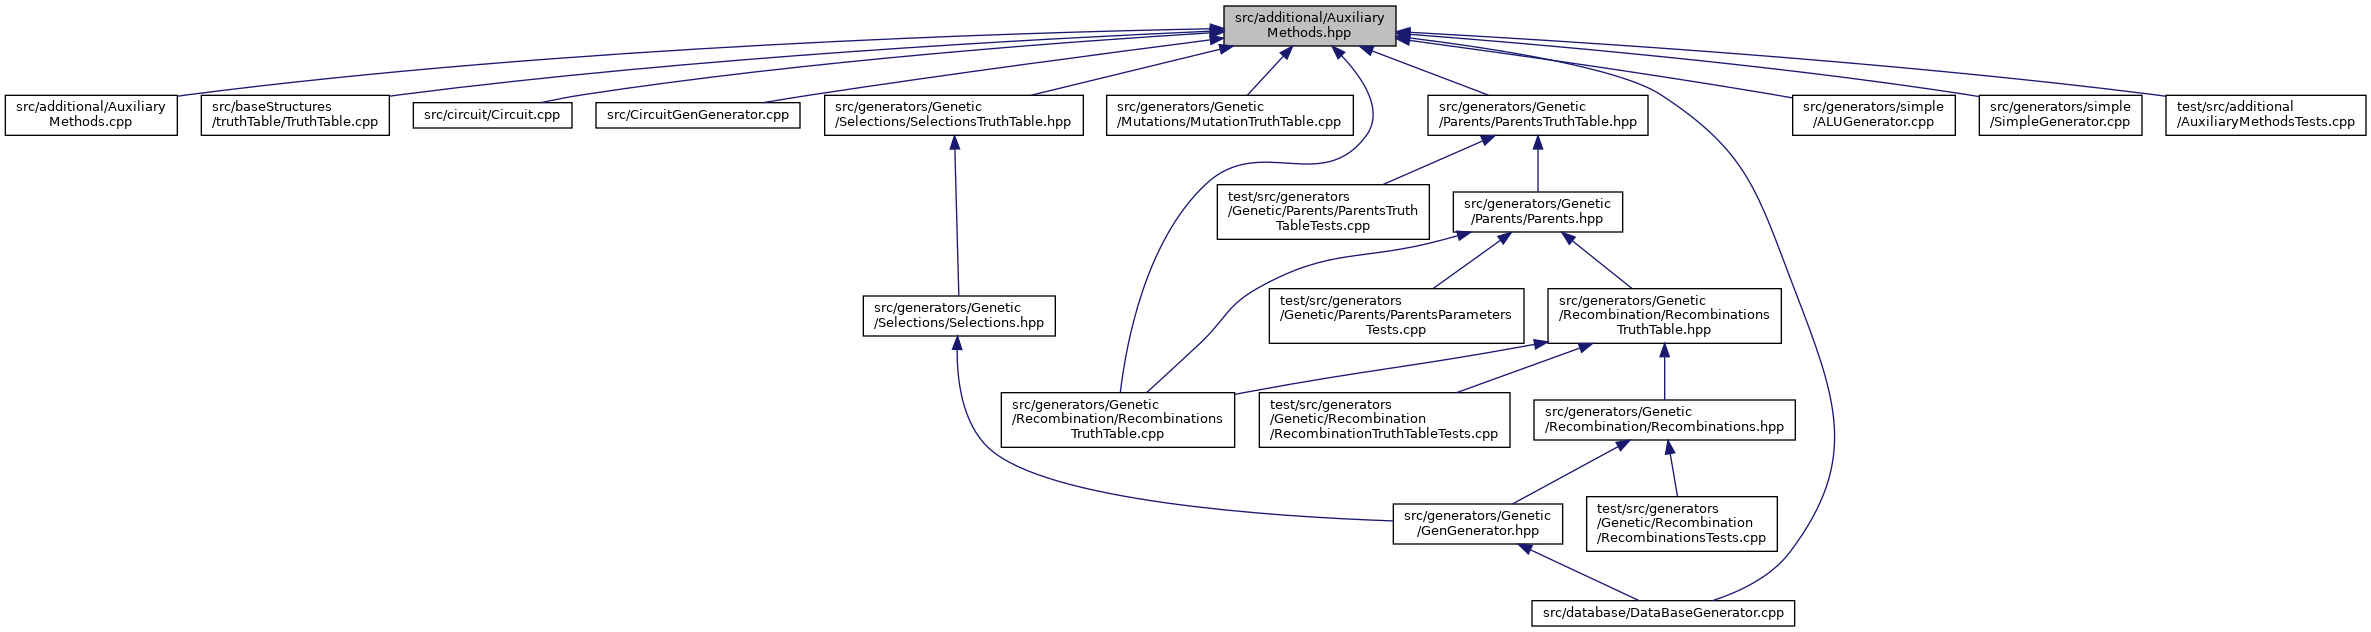 src/additional/Auxiliary
Methods.hpp
src/additional/Auxiliary
Methods.cpp
src/baseStructures
/truthTable/TruthTable.cpp
src/circuit/Circuit.cpp
src/CircuitGenGenerator.cpp
src/generators/Genetic
/Selections/SelectionsTruthTable.hpp
src/generators/Genetic
/Mutations/MutationTruthTable.cpp
src/generators/Genetic
/Parents/ParentsTruthTable.hpp
src/generators/simple
/ALUGenerator.cpp
src/generators/simple
/SimpleGenerator.cpp
test/src/additional
/AuxiliaryMethodsTests.cpp
test/src/generators
/Genetic/Parents/ParentsTruth
TableTests.cpp
src/generators/Genetic
/Parents/Parents.hpp
src/generators/Genetic
/Selections/Selections.hpp
test/src/generators
/Genetic/Parents/ParentsParameters
Tests.cpp
src/generators/Genetic
/Recombination/Recombinations
TruthTable.hpp
src/generators/Genetic
/Recombination/Recombinations
TruthTable.cpp
test/src/generators
/Genetic/Recombination
/RecombinationTruthTableTests.cpp
src/generators/Genetic
/Recombination/Recombinations.hpp
src/generators/Genetic
/GenGenerator.hpp
test/src/generators
/Genetic/Recombination
/RecombinationsTests.cpp
src/database/DataBaseGenerator.cpp